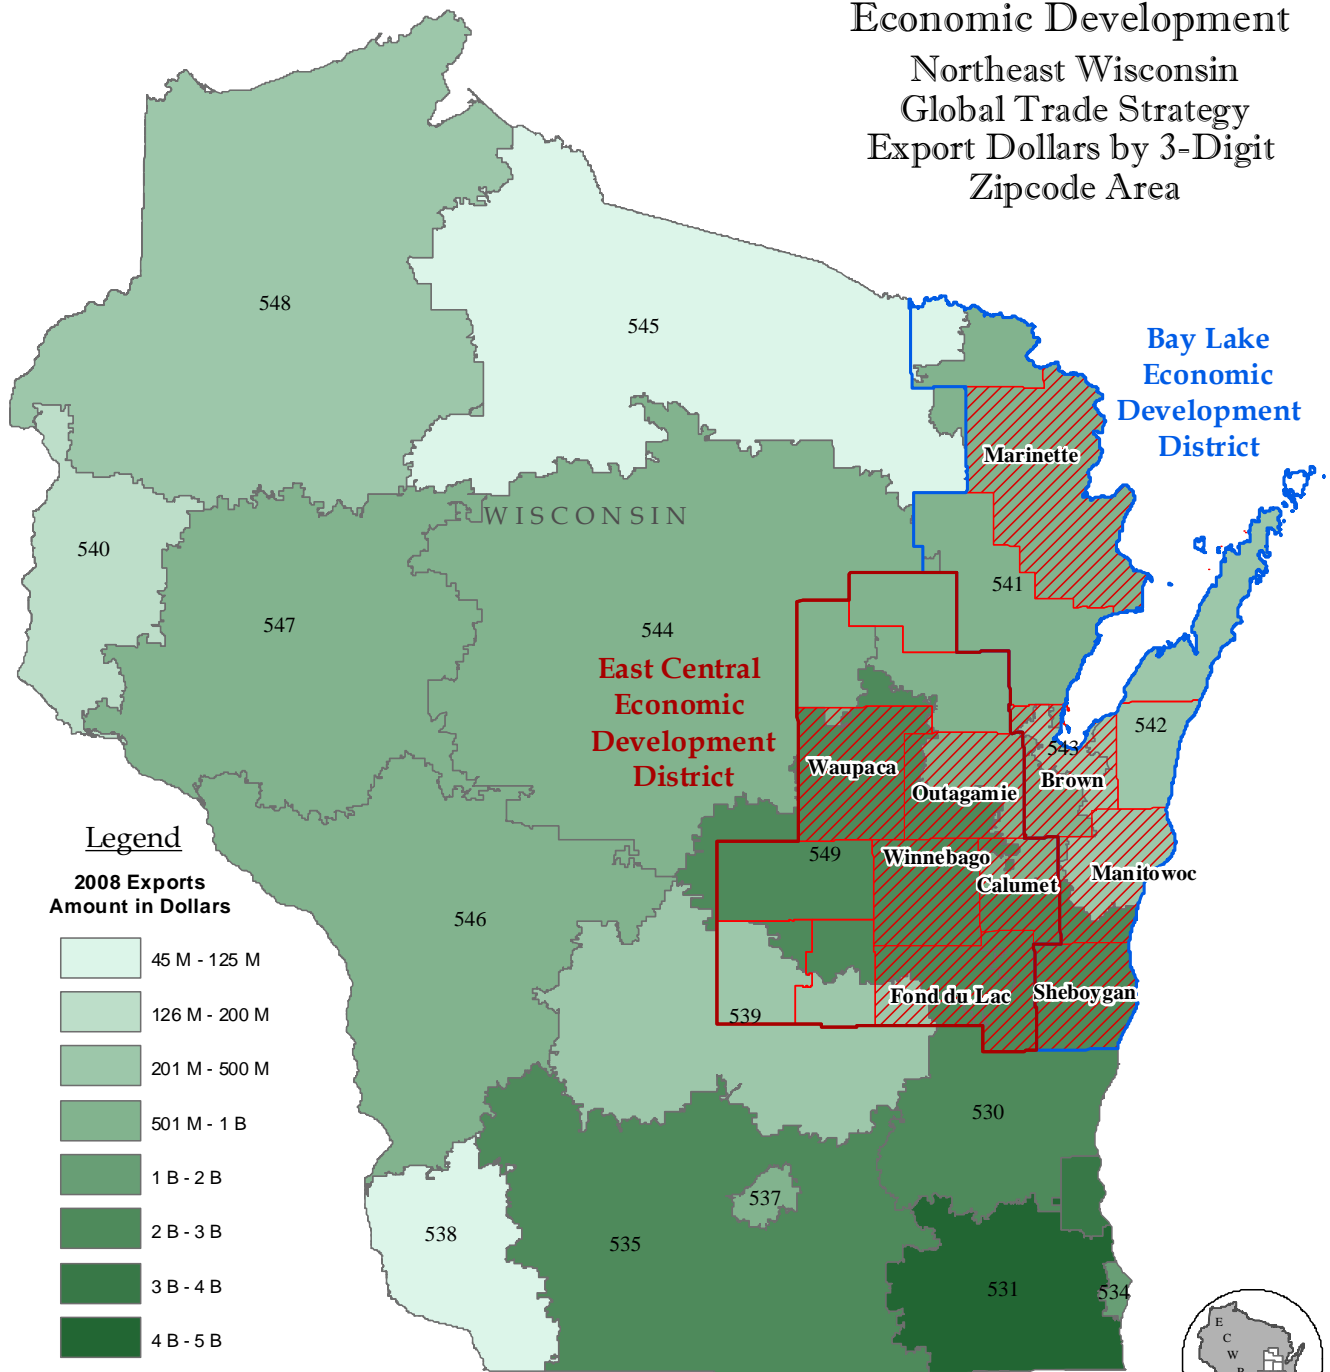 Economic Development
Northeast Wisconsin
Global Trade Strategy
Export Dollars by 3-Digit
Zipcode Area
548
545
Bay Lake
Economic
Development
District
Marinette
WISCONSIN
540
541
547
544
East Central
Economic
Development
District
542
543
Waupaca
Brown
Outagamie
Legend
2008 Exports
Amount in Dollars
549
Winnebago
Calumet
Manitowoc
546
45 M - 125 M
126 M - 200 M
201 M - 500 M
501 M - 1 B
1 B - 2 B
2 B - 3 B
3 B - 4 B
4 B - 5 B
Fond du Lac
Sheboygan
539
530
537
538
535
531
534
E
C
W
R